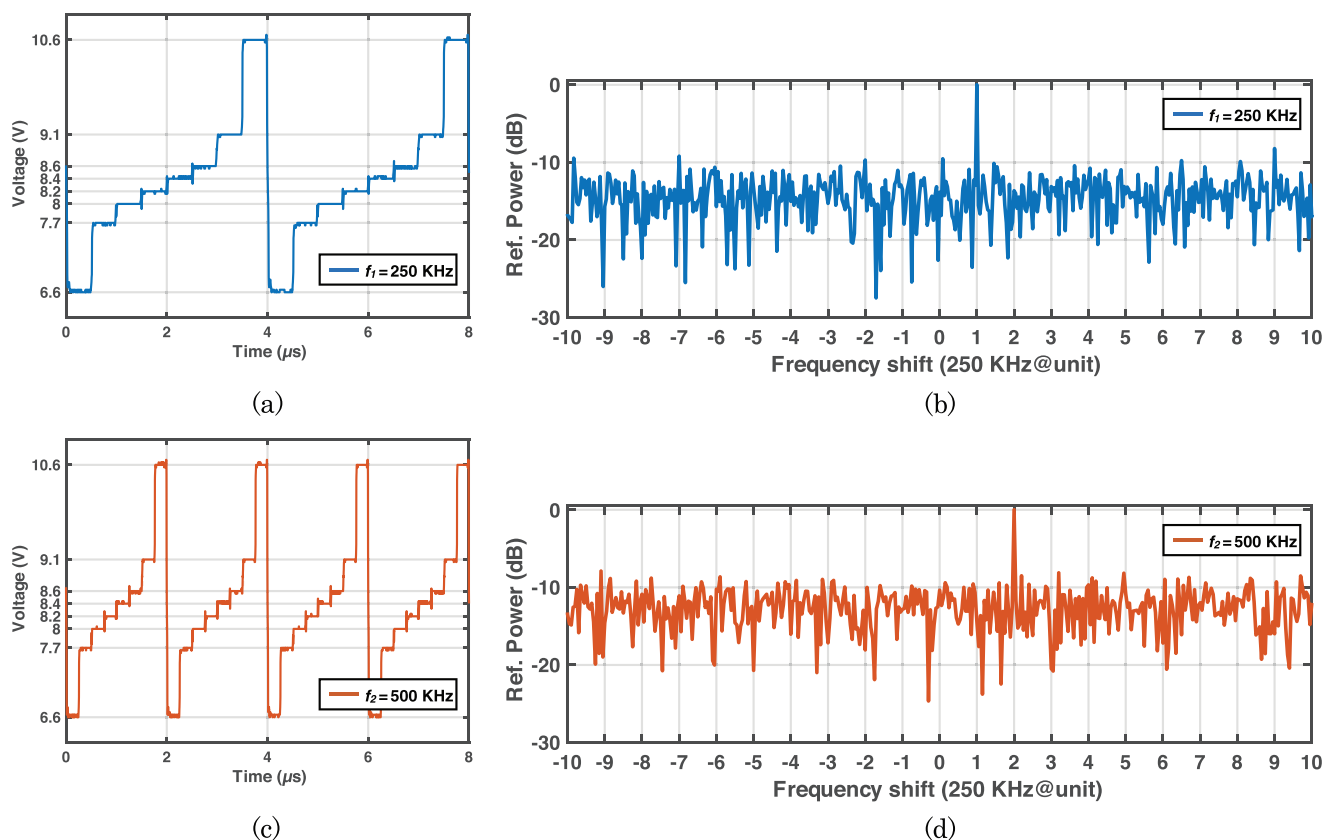 10.6
9.1
8.6
8.4
8.2
8
7.7
6.6
Voltage (V)
f₁ = 250 KHz
0 2 4 6 8
Time (µs)
(a)
0
-10
-20
-30
Ref. Power (dB)
f₁ = 250 KHz
-10 -9 -8 -7 -6 -5 -4 -3 -2 -1 0 1 2 3 4 5 6 7 8 9 10
Frequency shift (250 KHz@unit)
(b)
10.6
9.1
8.6
8.4
8.2
8
7.7
6.6
Voltage (V)
f₂ = 500 KHz
0 2 4 6 8
Time (µs)
(c)
0
-10
-20
-30
Ref. Power (dB)
f₂ = 500 KHz
-10 -9 -8 -7 -6 -5 -4 -3 -2 -1 0 1 2 3 4 5 6 7 8 9 10
Frequency shift (250 KHz@unit)
(d)